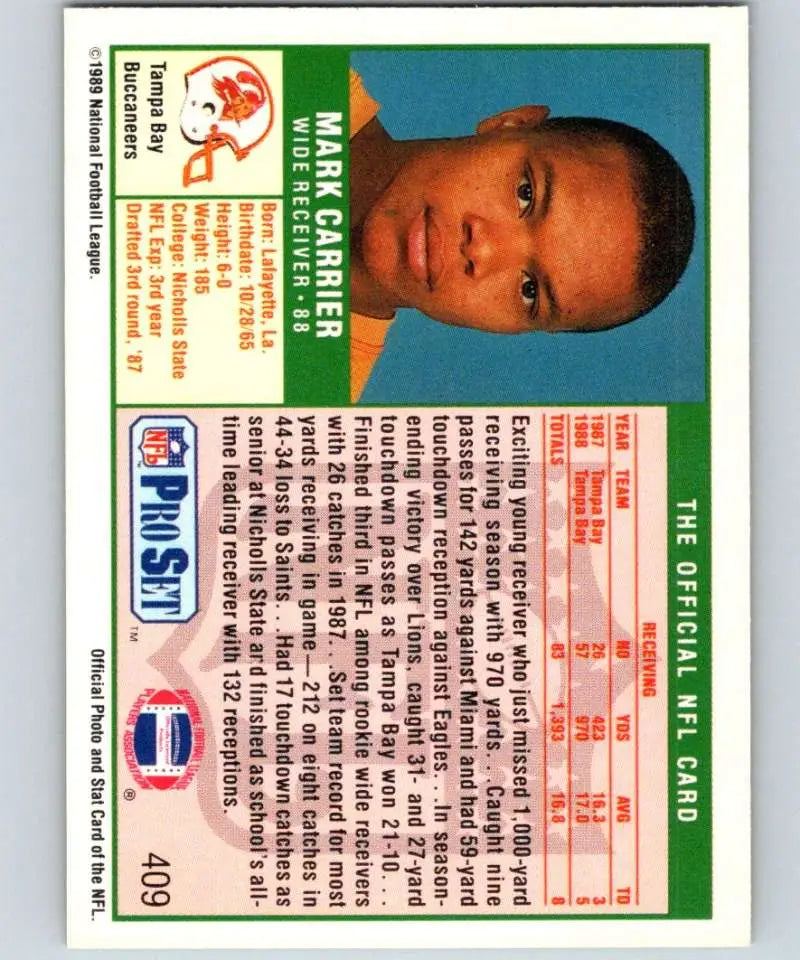 THE OFFICIAL NFL CARD
MARK CARRIER
WIDE RECEIVER • 88
Tampa Bay
Buccaneers
Born: Lafayette, La.
Birthdate: 10/28/65
Height: 6-0
Weight: 185
College: Nicholls State
NFL Exp: 3rd year
Drafted 3rd round, '87
RECEIVING
YEAR TEAM NO YDS AVG TD
1987 Tampa Bay 26 423 16.3 3
1988 Tampa Bay 57 970 17.0 5
TOTALS 83 1,393 16.8 8
Exciting young receiver who just missed 1,000-yard
receiving season with 970 yards. . .Caught nine
passes for 142 yards against Miami and had 59-yard
touchdown reception against Eagles. . .In season-
ending victory over Lions, caught 31- and 27-yard
touchdown passes as Tampa Bay won 21-10. . .
Finished third in NFL among rookie wide receivers
with 26 catches in 1987. . .Set team record for most
yards receiving in game—212 on eight catches in
44-34 loss to Saints. . .Had 17 touchdown catches as
senior at Nicholls State and finished as school's all-
time leading receiver with 132 receptions.
NFL PRO SET ™
NATIONAL FOOTBALL LEAGUE
PLAYERS ASSOCIATION ®
409
©1989 National Football League.
Official Photo and Stat Card of the NFL.